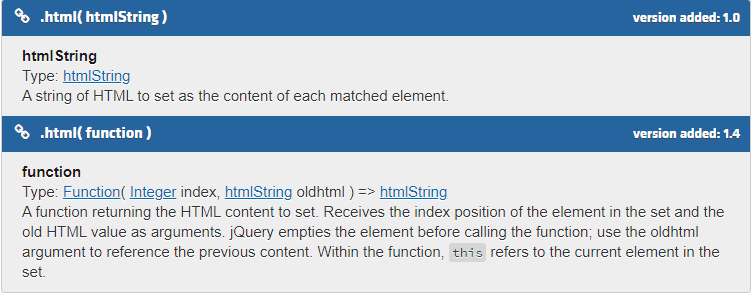 .html( htmlString ) version added: 1.0
htmlString
Type: htmlString
A string of HTML to set as the content of each matched element.
.html( function ) version added: 1.4
function
Type: Function( Integer index, htmlString oldhtml ) => htmlString
A function returning the HTML content to set. Receives the index position of the element in the set and the
old HTML value as arguments. jQuery empties the element before calling the function; use the oldhtml
argument to reference the previous content. Within the function, this refers to the current element in the
set.